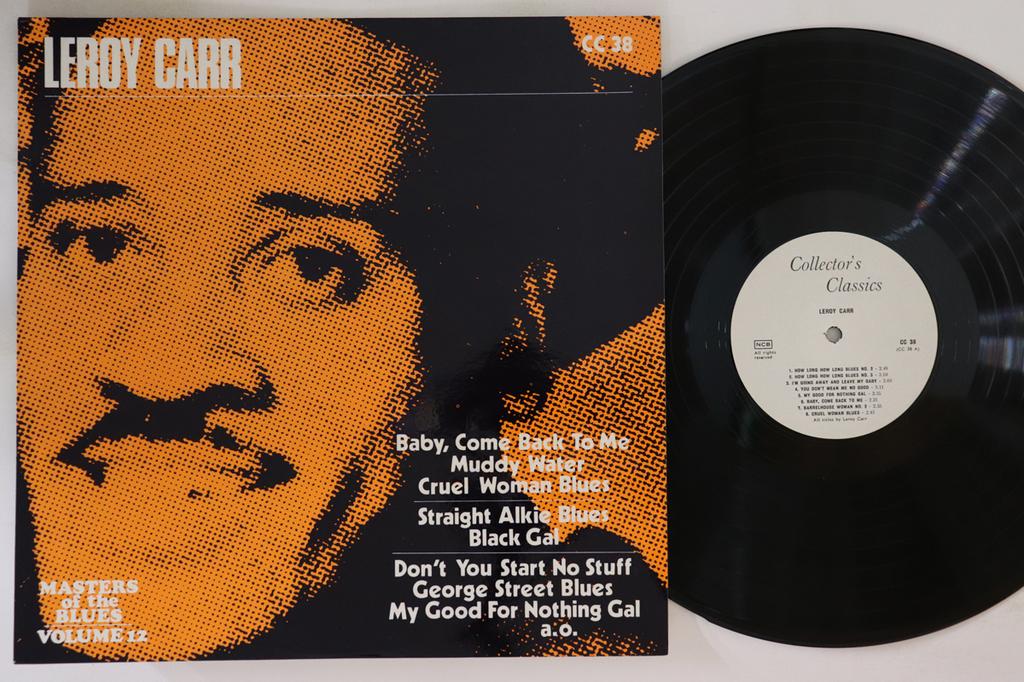 LEROY CARR
CC 38
Baby, Come Back To Me
Muddy Water
Cruel Woman Blues
Straight Alkie Blues
Black Gal
Don't You Start No Stuff
George Street Blues
My Good For Nothing Gal
a.o.
MASTERS
of the
BLUES
VOLUME 12
Collector's
Classics
LEROY CARR
NCB
All rights
reserved
CC 38
(CC 38 A)
1. HOW LONG HOW LONG BLUES NO. 2 -
2. HOW LONG HOW LONG BLUES NO. 3 -
3. I'M GOING AWAY AND LEAVE MY BABY -
4. YOU DON'T MEAN ME NO GOOD -
5. MY GOOD FOR NOTHING GAL -
6. BABY, COME BACK TO ME -
7. BARRELHOUSE WOMAN NO. 2 -
8. CRUEL WOMAN BLUES -
All titles by Leroy Carr